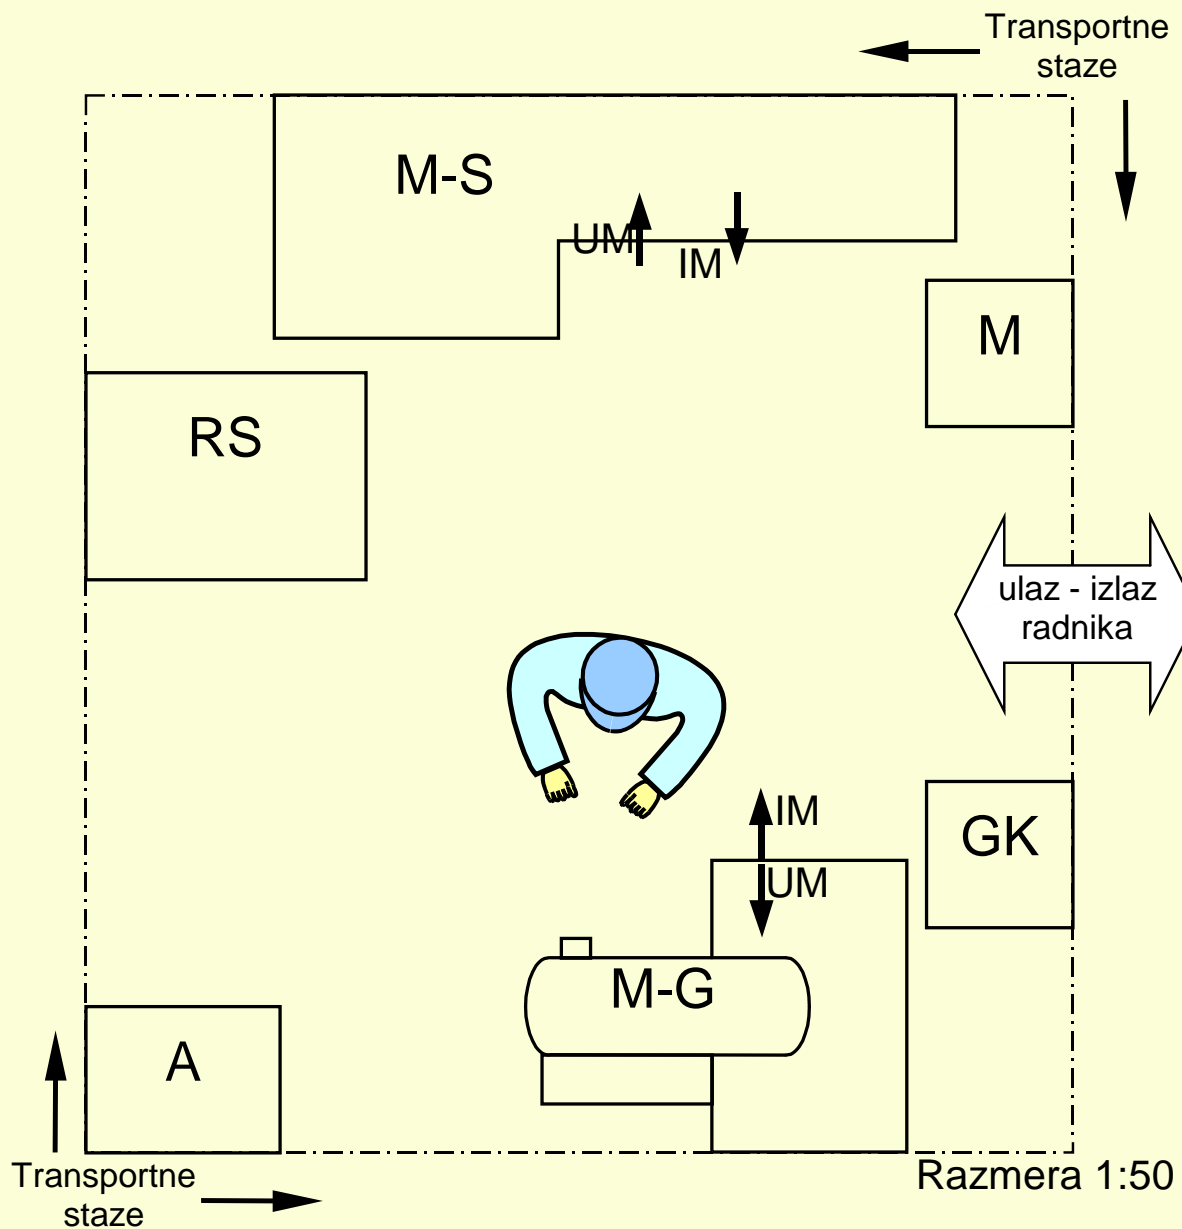 Transportne
staze
M-S
UM
IM
M
RS
ulaz - izlaz
radnika
IM
GK
UM
M-G
A
Transportne
staze
Razmera 1:50